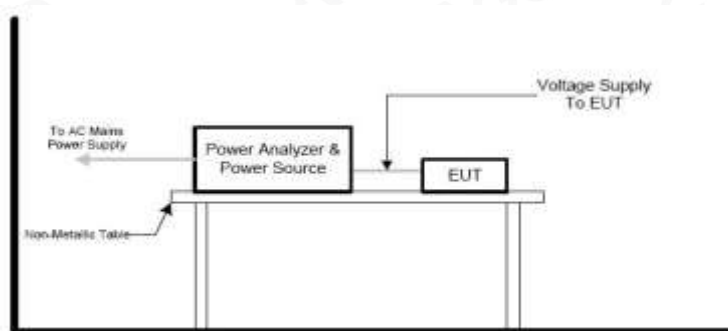 Voltage Supply
To EUT
To AC Mains
Power Supply
Power Analyzer &
Power Source
EUT
Non-Metallic Table